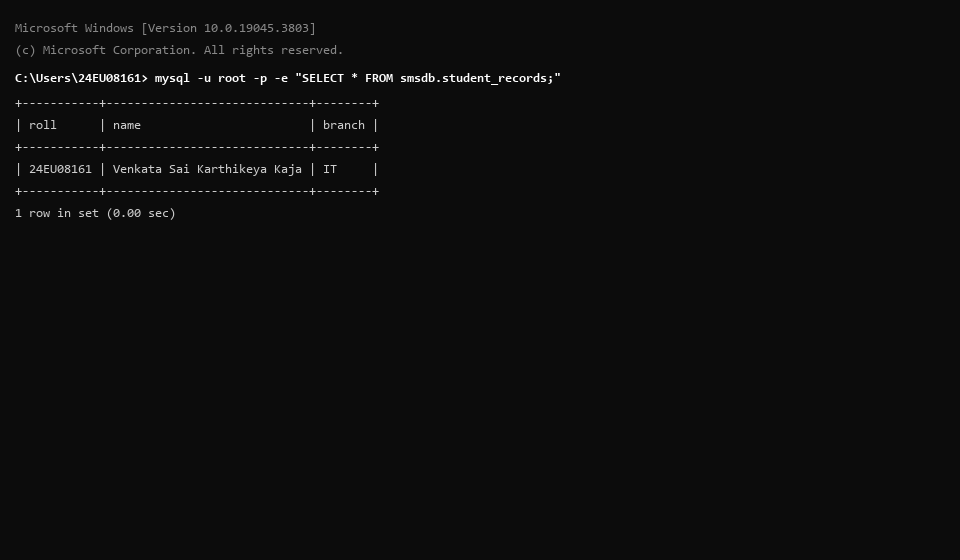 Microsoft Windows [Version 10.0.19045.3803]
(c) Microsoft Corporation. All rights reserved.
C:\Users\24EU08161> mysql -u root -p -e "SELECT * FROM smsdb.student_records;"
+-----------+-----------------------------+--------+
| roll      | name                        | branch |
+-----------+-----------------------------+--------+
| 24EU08161 | Venkata Sai Karthikeya Kaja | IT     |
+-----------+-----------------------------+--------+
1 row in set (0.00 sec)